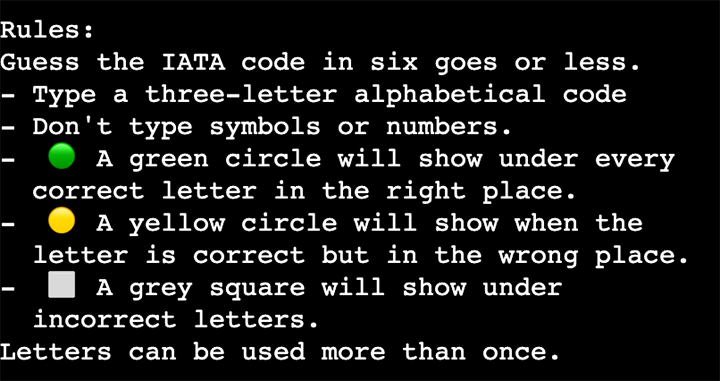 Rules:
Guess the IATA code in six goes or less.
- Type a three-letter alphabetical code
- Don't type symbols or numbers.
- 🟢 A green circle will show under every
correct letter in the right place.
- 🟡 A yellow circle will show when the
letter is correct but in the wrong place.
- ⬜ A grey square will show under
incorrect letters.
Letters can be used more than once.